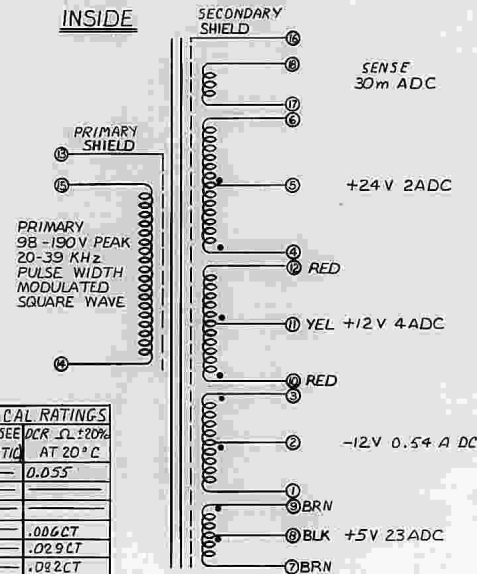 INSIDE
SECONDARY
SHIELD
16
18
SENSE
30m ADC
17
6
PRIMARY
SHIELD
13
15
5 +24V 2ADC
PRIMARY
98-190V PEAK
20-39 KHz
PULSE WIDTH
MODULATED
SQUARE WAVE
4
12 RED
11 YEL +12V 4ADC
14
10 RED
3
CAL RATINGS
SEE DCR Ω ±20%
TIC AT 20°C
— 0.055
2 -12V 0.54 A DC
1
9 BRN
— .006CT
8 BLK +5V 23ADC
— .029CT
— .082CT
7 BRN